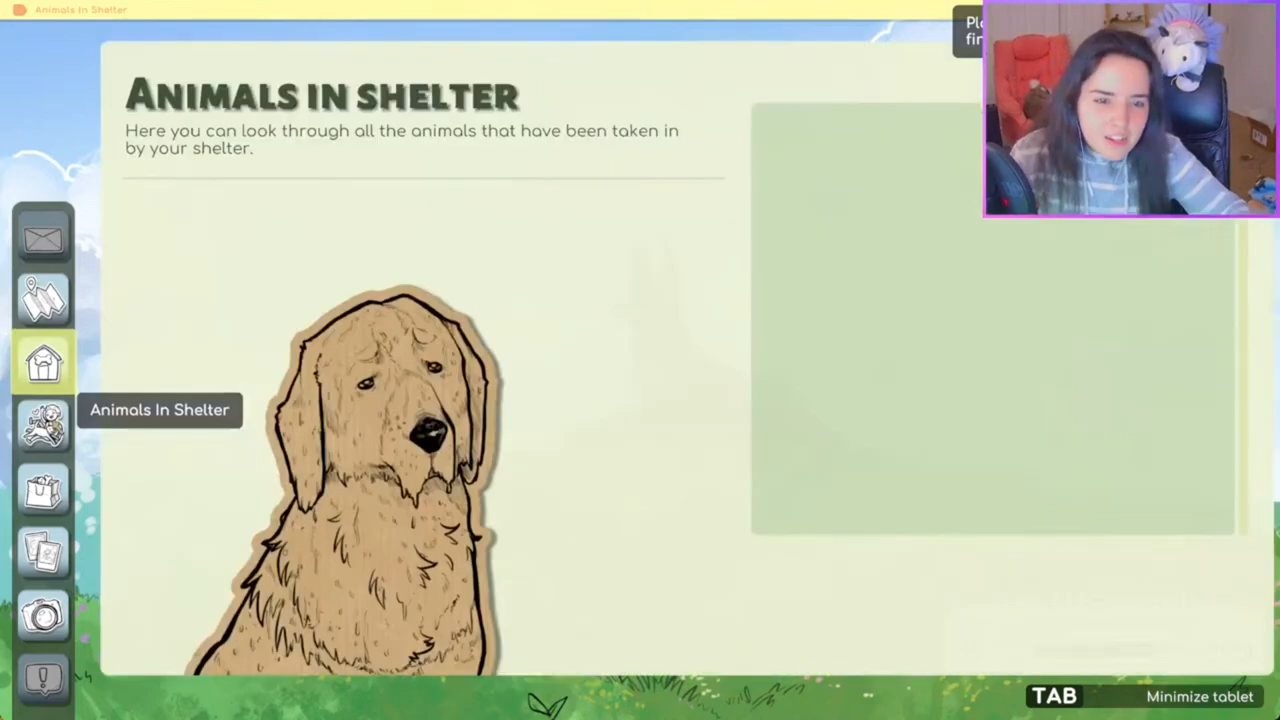 Animals In Shelter
ANIMALS IN SHELTER
Here you can look through all the animals that have been taken in
by your shelter.
Animals In Shelter
TAB
Minimize tablet